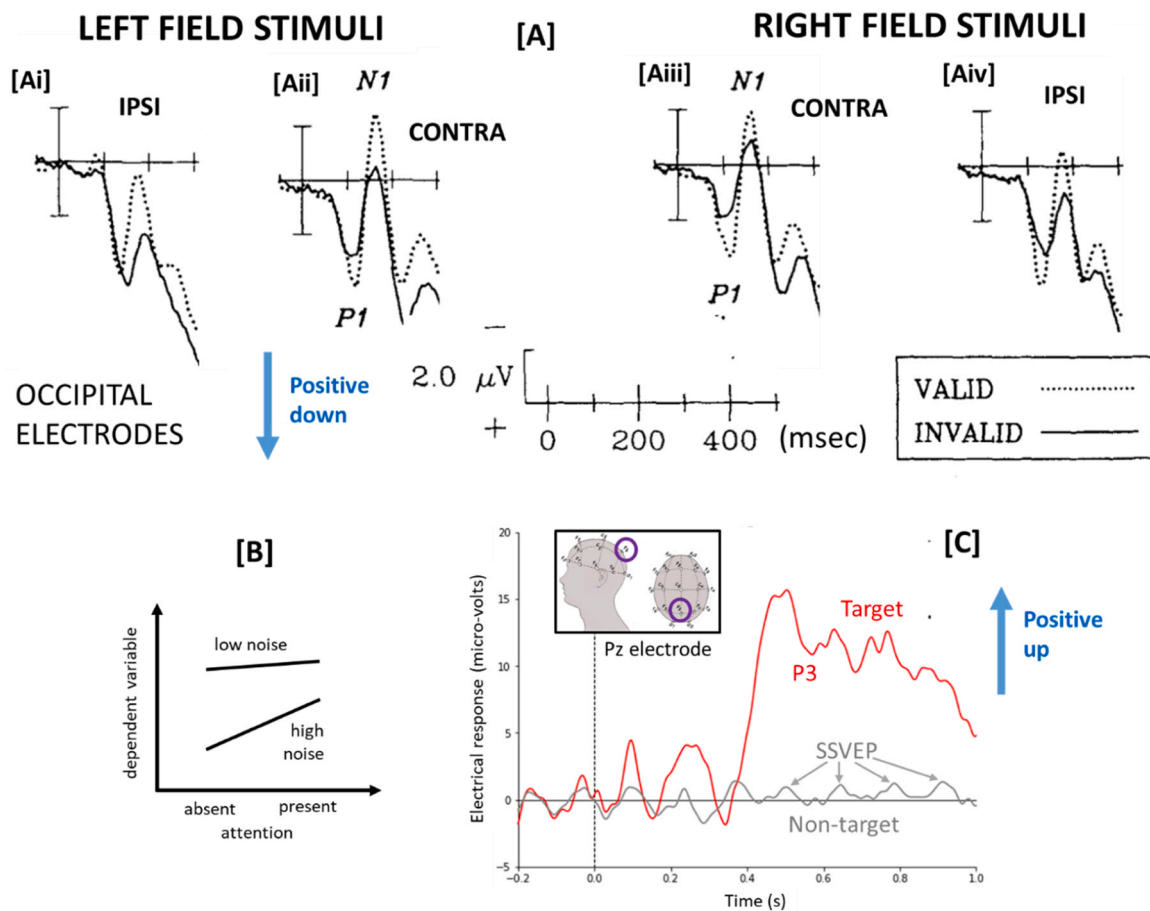 LEFT FIELD STIMULI
[A]
RIGHT FIELD STIMULI
[Ai]
IPSI
[Aii]
N1
CONTRA
P1
[Aiii]
N1
CONTRA
P1
[Aiv]
IPSI
OCCIPITAL
ELECTRODES
Positive
down
−
2.0 μV
+
0 200 400 (msec)
VALID
INVALID
[B]
dependent variable
low noise
high
noise
absent present
attention
[C]
Electrical response (micro-volts)
20
15
10
5
0
−5
Pz electrode
Target
P3
SSVEP
Non-target
Positive
up
−0.2 0.0 0.2 0.4 0.6 0.8 1.0
Time (s)